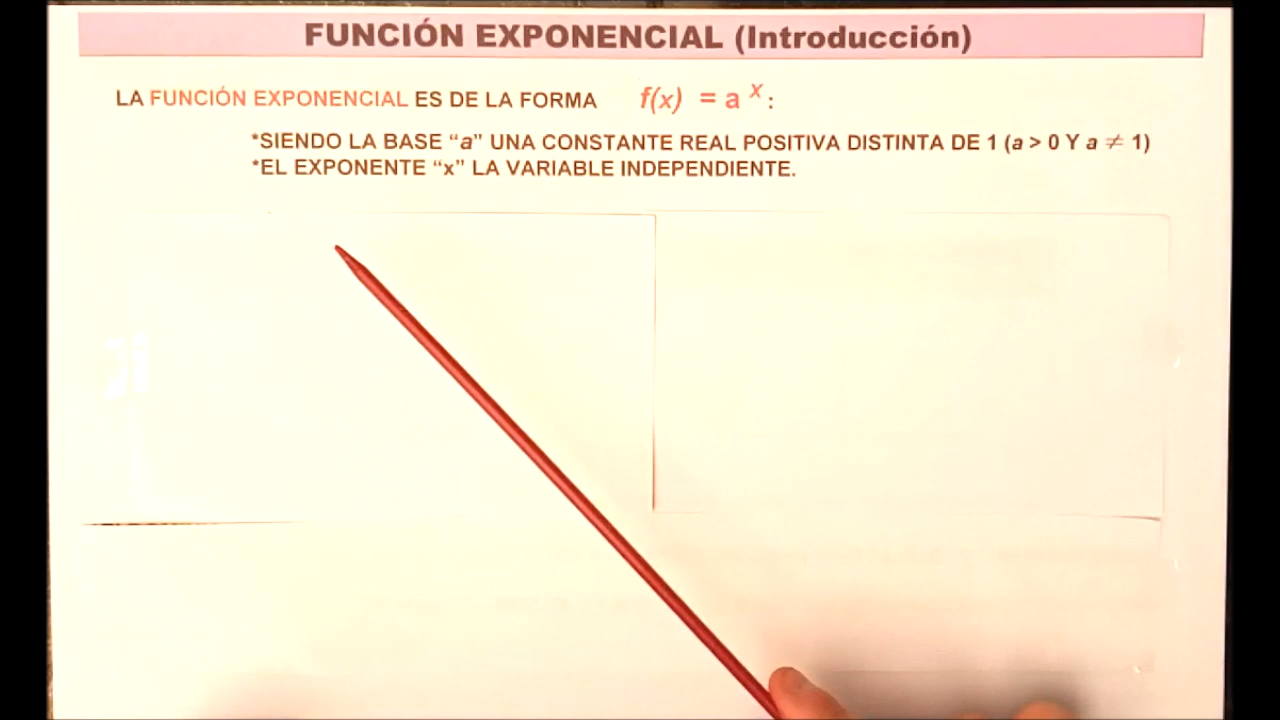 FUNCIÓN EXPONENCIAL (Introducción)
LA FUNCIÓN EXPONENCIAL ES DE LA FORMA f(x) = a ˣ :
*SIENDO LA BASE “a” UNA CONSTANTE REAL POSITIVA DISTINTA DE 1 (a > 0 Y a ≠ 1)
*EL EXPONENTE “x” LA VARIABLE INDEPENDIENTE.